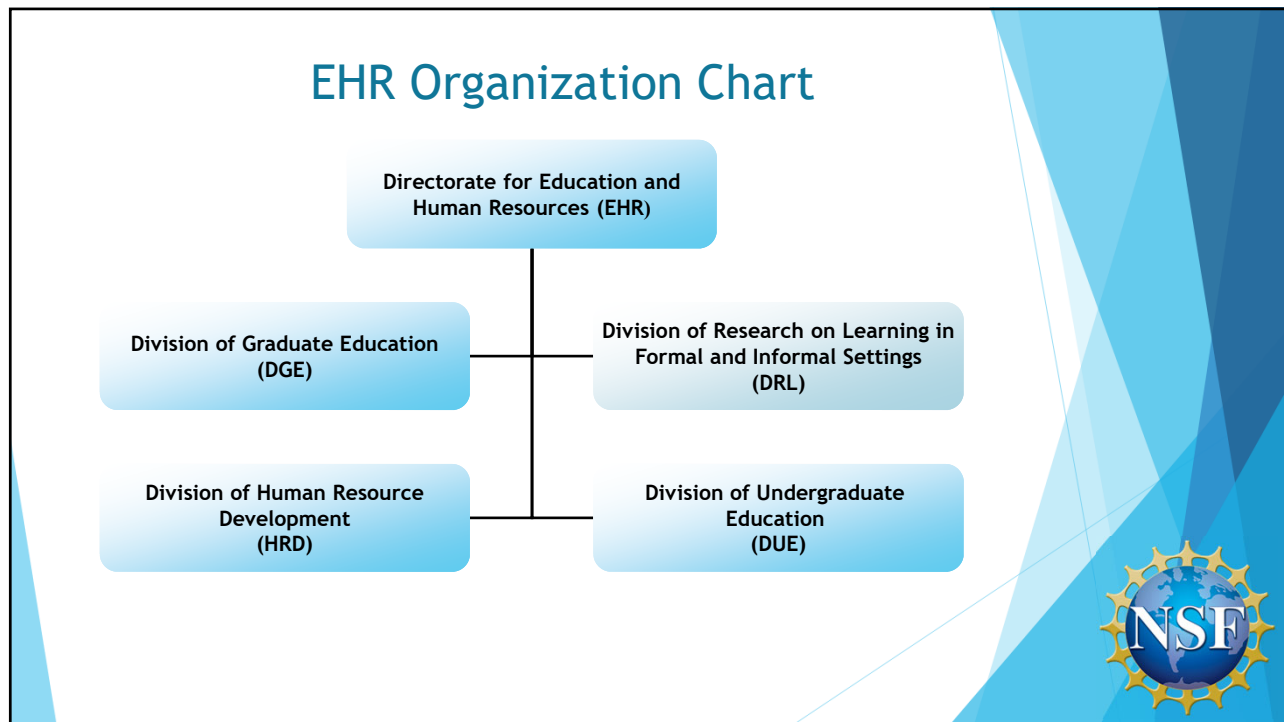 EHR Organization Chart
Directorate for Education and
Human Resources (EHR)
Division of Graduate Education
(DGE)
Division of Research on Learning in
Formal and Informal Settings
(DRL)
Division of Human Resource
Development
(HRD)
Division of Undergraduate
Education
(DUE)
NSF